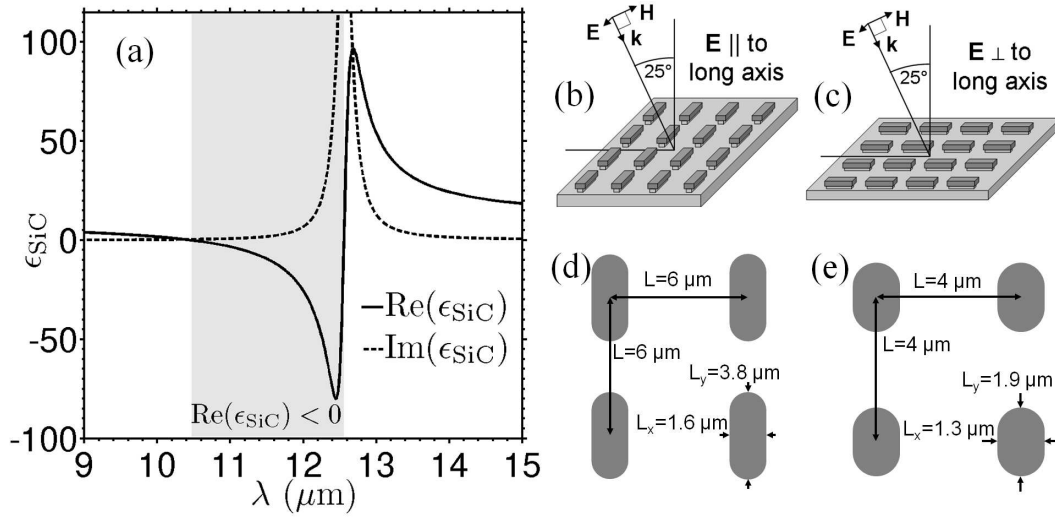 (a)
100
50
0
-50
-100
ϵSiC
Re(ϵSiC)
Im(ϵSiC)
Re(ϵSiC) < 0
9 10 11 12 13 14 15
λ (μm)
E H
k
25°
E || to
long axis
(b)
E H
k
25°
E ⊥ to
long axis
(c)
(d)
L=6 μm
L=6 μm
Ly=3.8 μm
Lx=1.6 μm
(e)
L=4 μm
L=4 μm
Ly=1.9 μm
Lx=1.3 μm